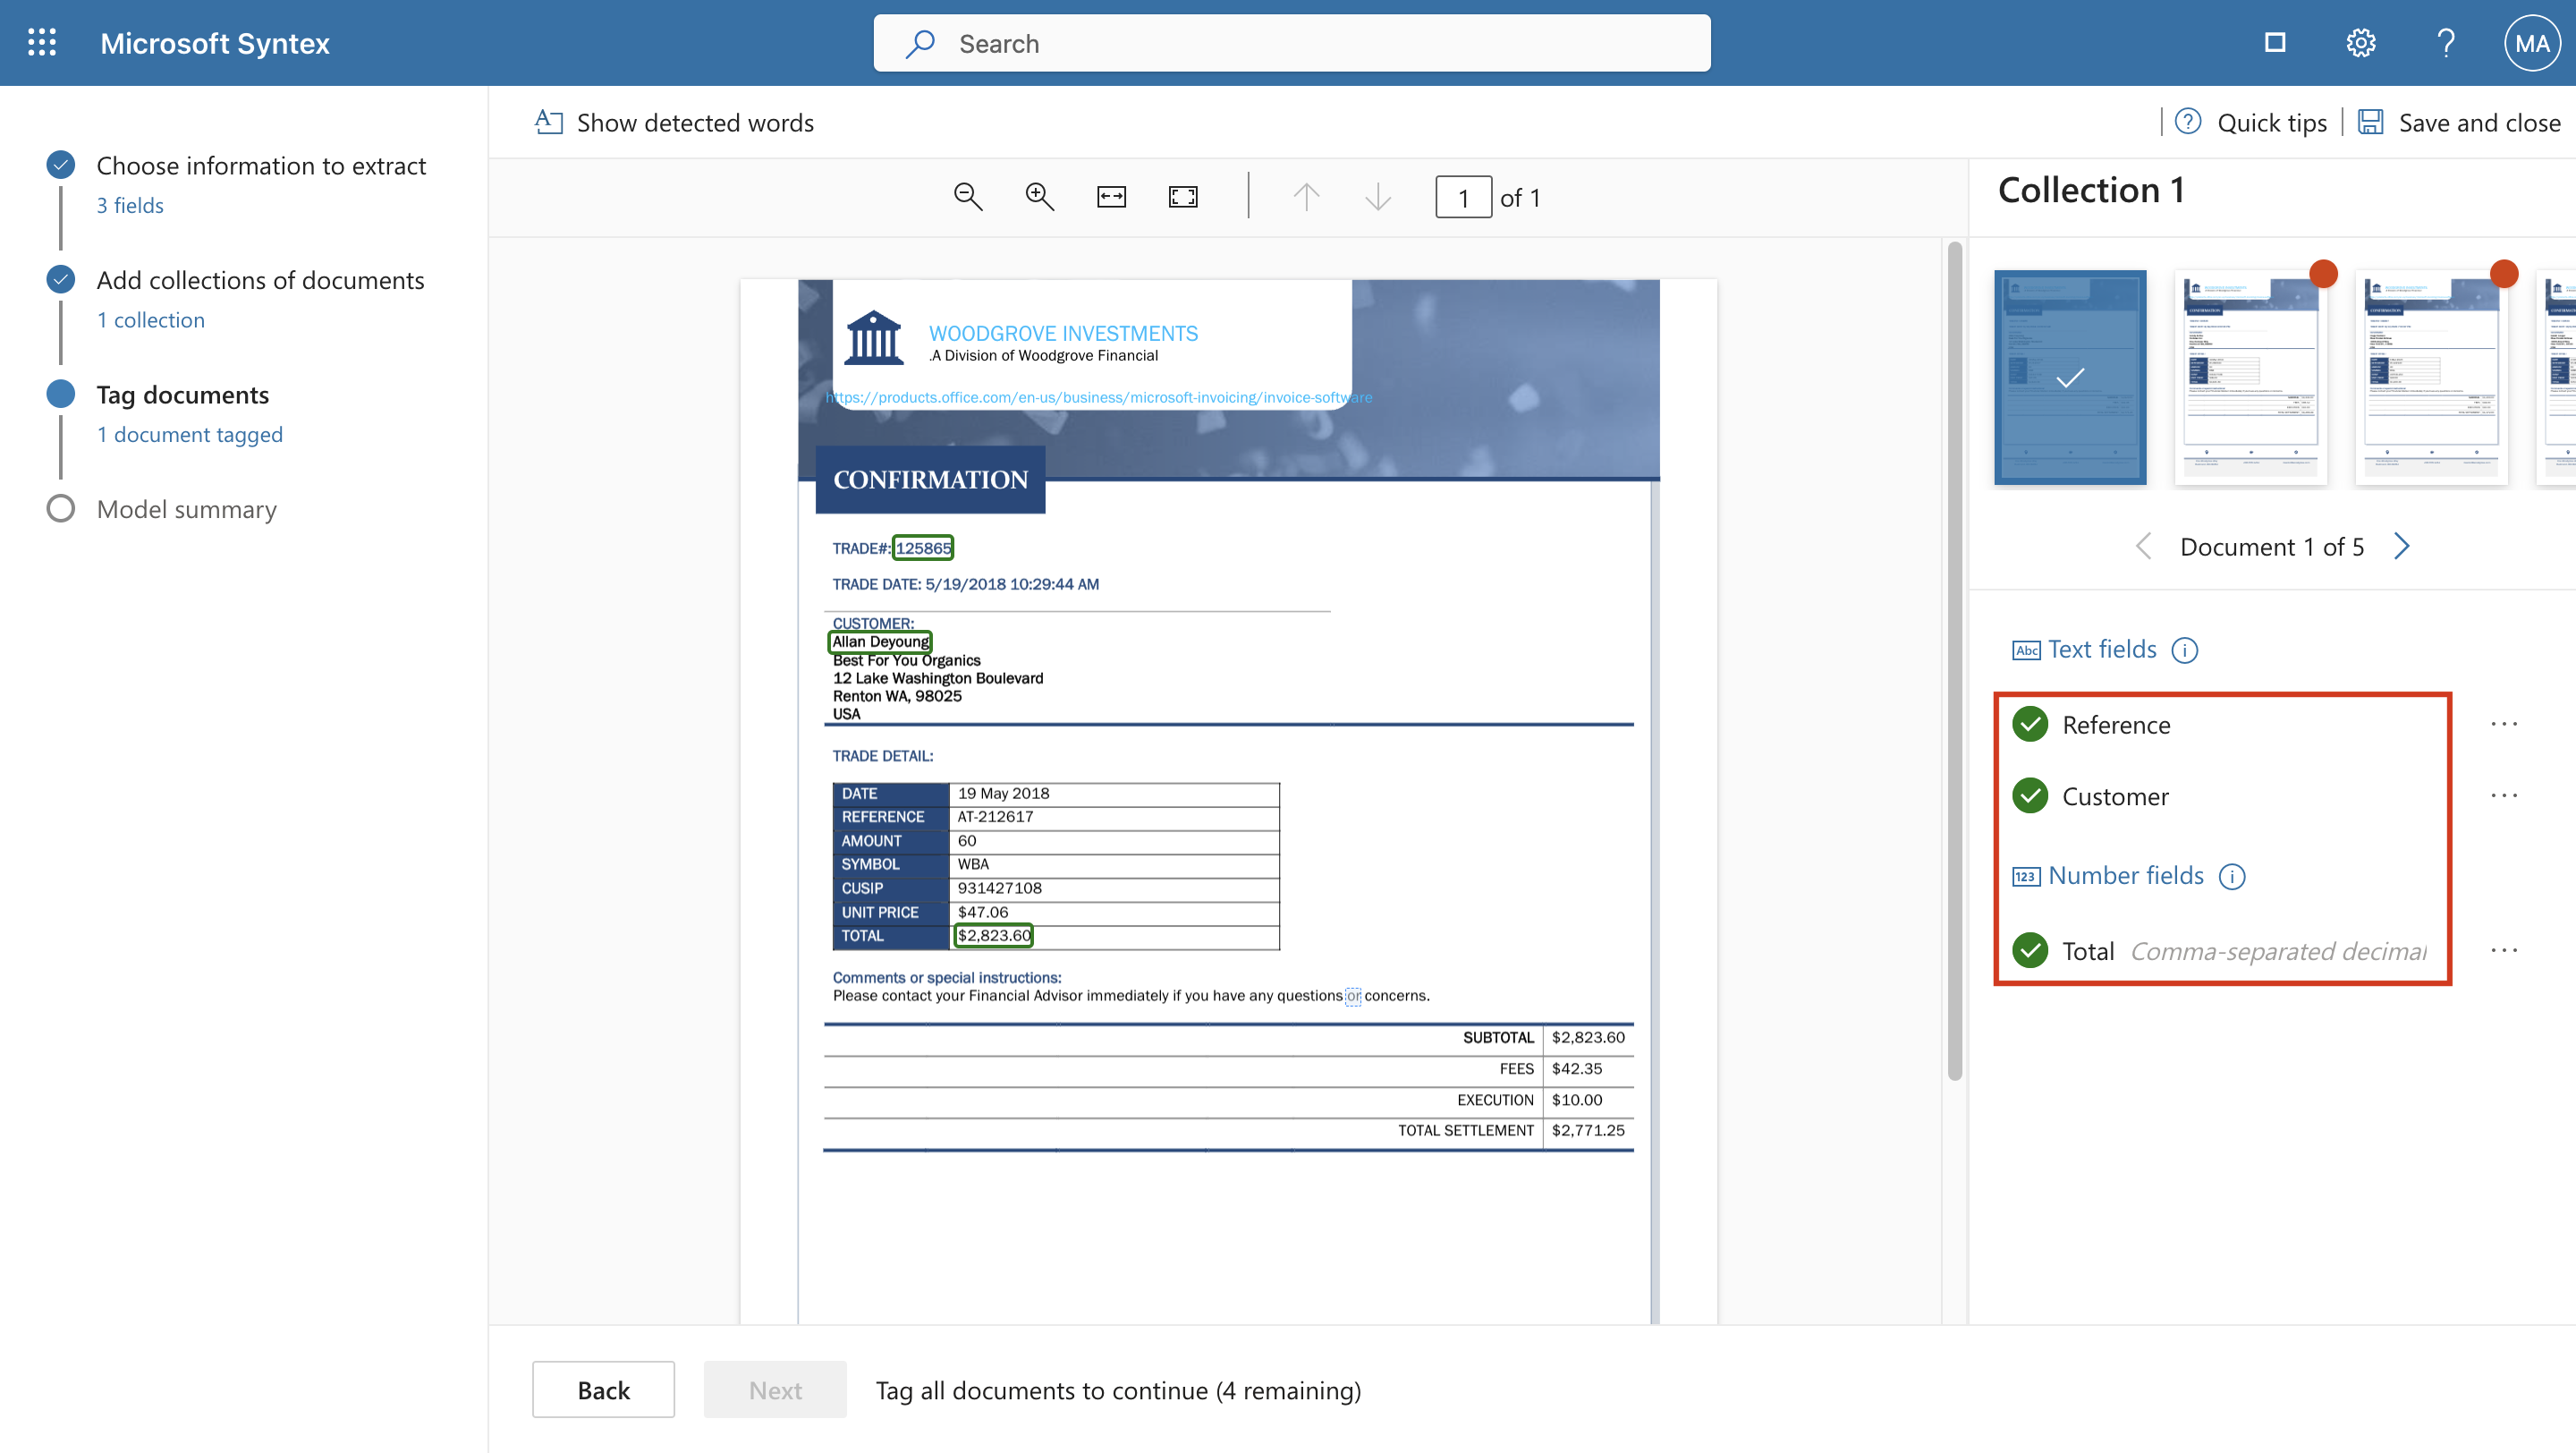 Microsoft Syntex
Search
MA
Show detected words
Quick tips
Save and close
Choose information to extract
3 fields
Add collections of documents
1 collection
Tag documents
1 document tagged
Model summary
1 of 1
WOODGROVE INVESTMENTS
.A Division of Woodgrove Financial
https://products.office.com/en-us/business/microsoft-invoicing/invoice-software
CONFIRMATION
TRADE#: 125865
TRADE DATE: 5/19/2018 10:29:44 AM
CUSTOMER:
Allan Deyoung
Best For You Organics
12 Lake Washington Boulevard
Renton WA, 98025
USA
TRADE DETAIL:
DATE 19 May 2018
REFERENCE AT-212617
AMOUNT 60
SYMBOL WBA
CUSIP 931427108
UNIT PRICE $47.06
TOTAL $2,823.60
Comments or special instructions:
Please contact your Financial Advisor immediately if you have any questions or concerns.
SUBTOTAL $2,823.60
FEES $42.35
EXECUTION $10.00
TOTAL SETTLEMENT $2,771.25
Collection 1
Document 1 of 5
Abc Text fields
Reference
Customer
123 Number fields
Total Comma-separated decimal
Back
Next
Tag all documents to continue (4 remaining)